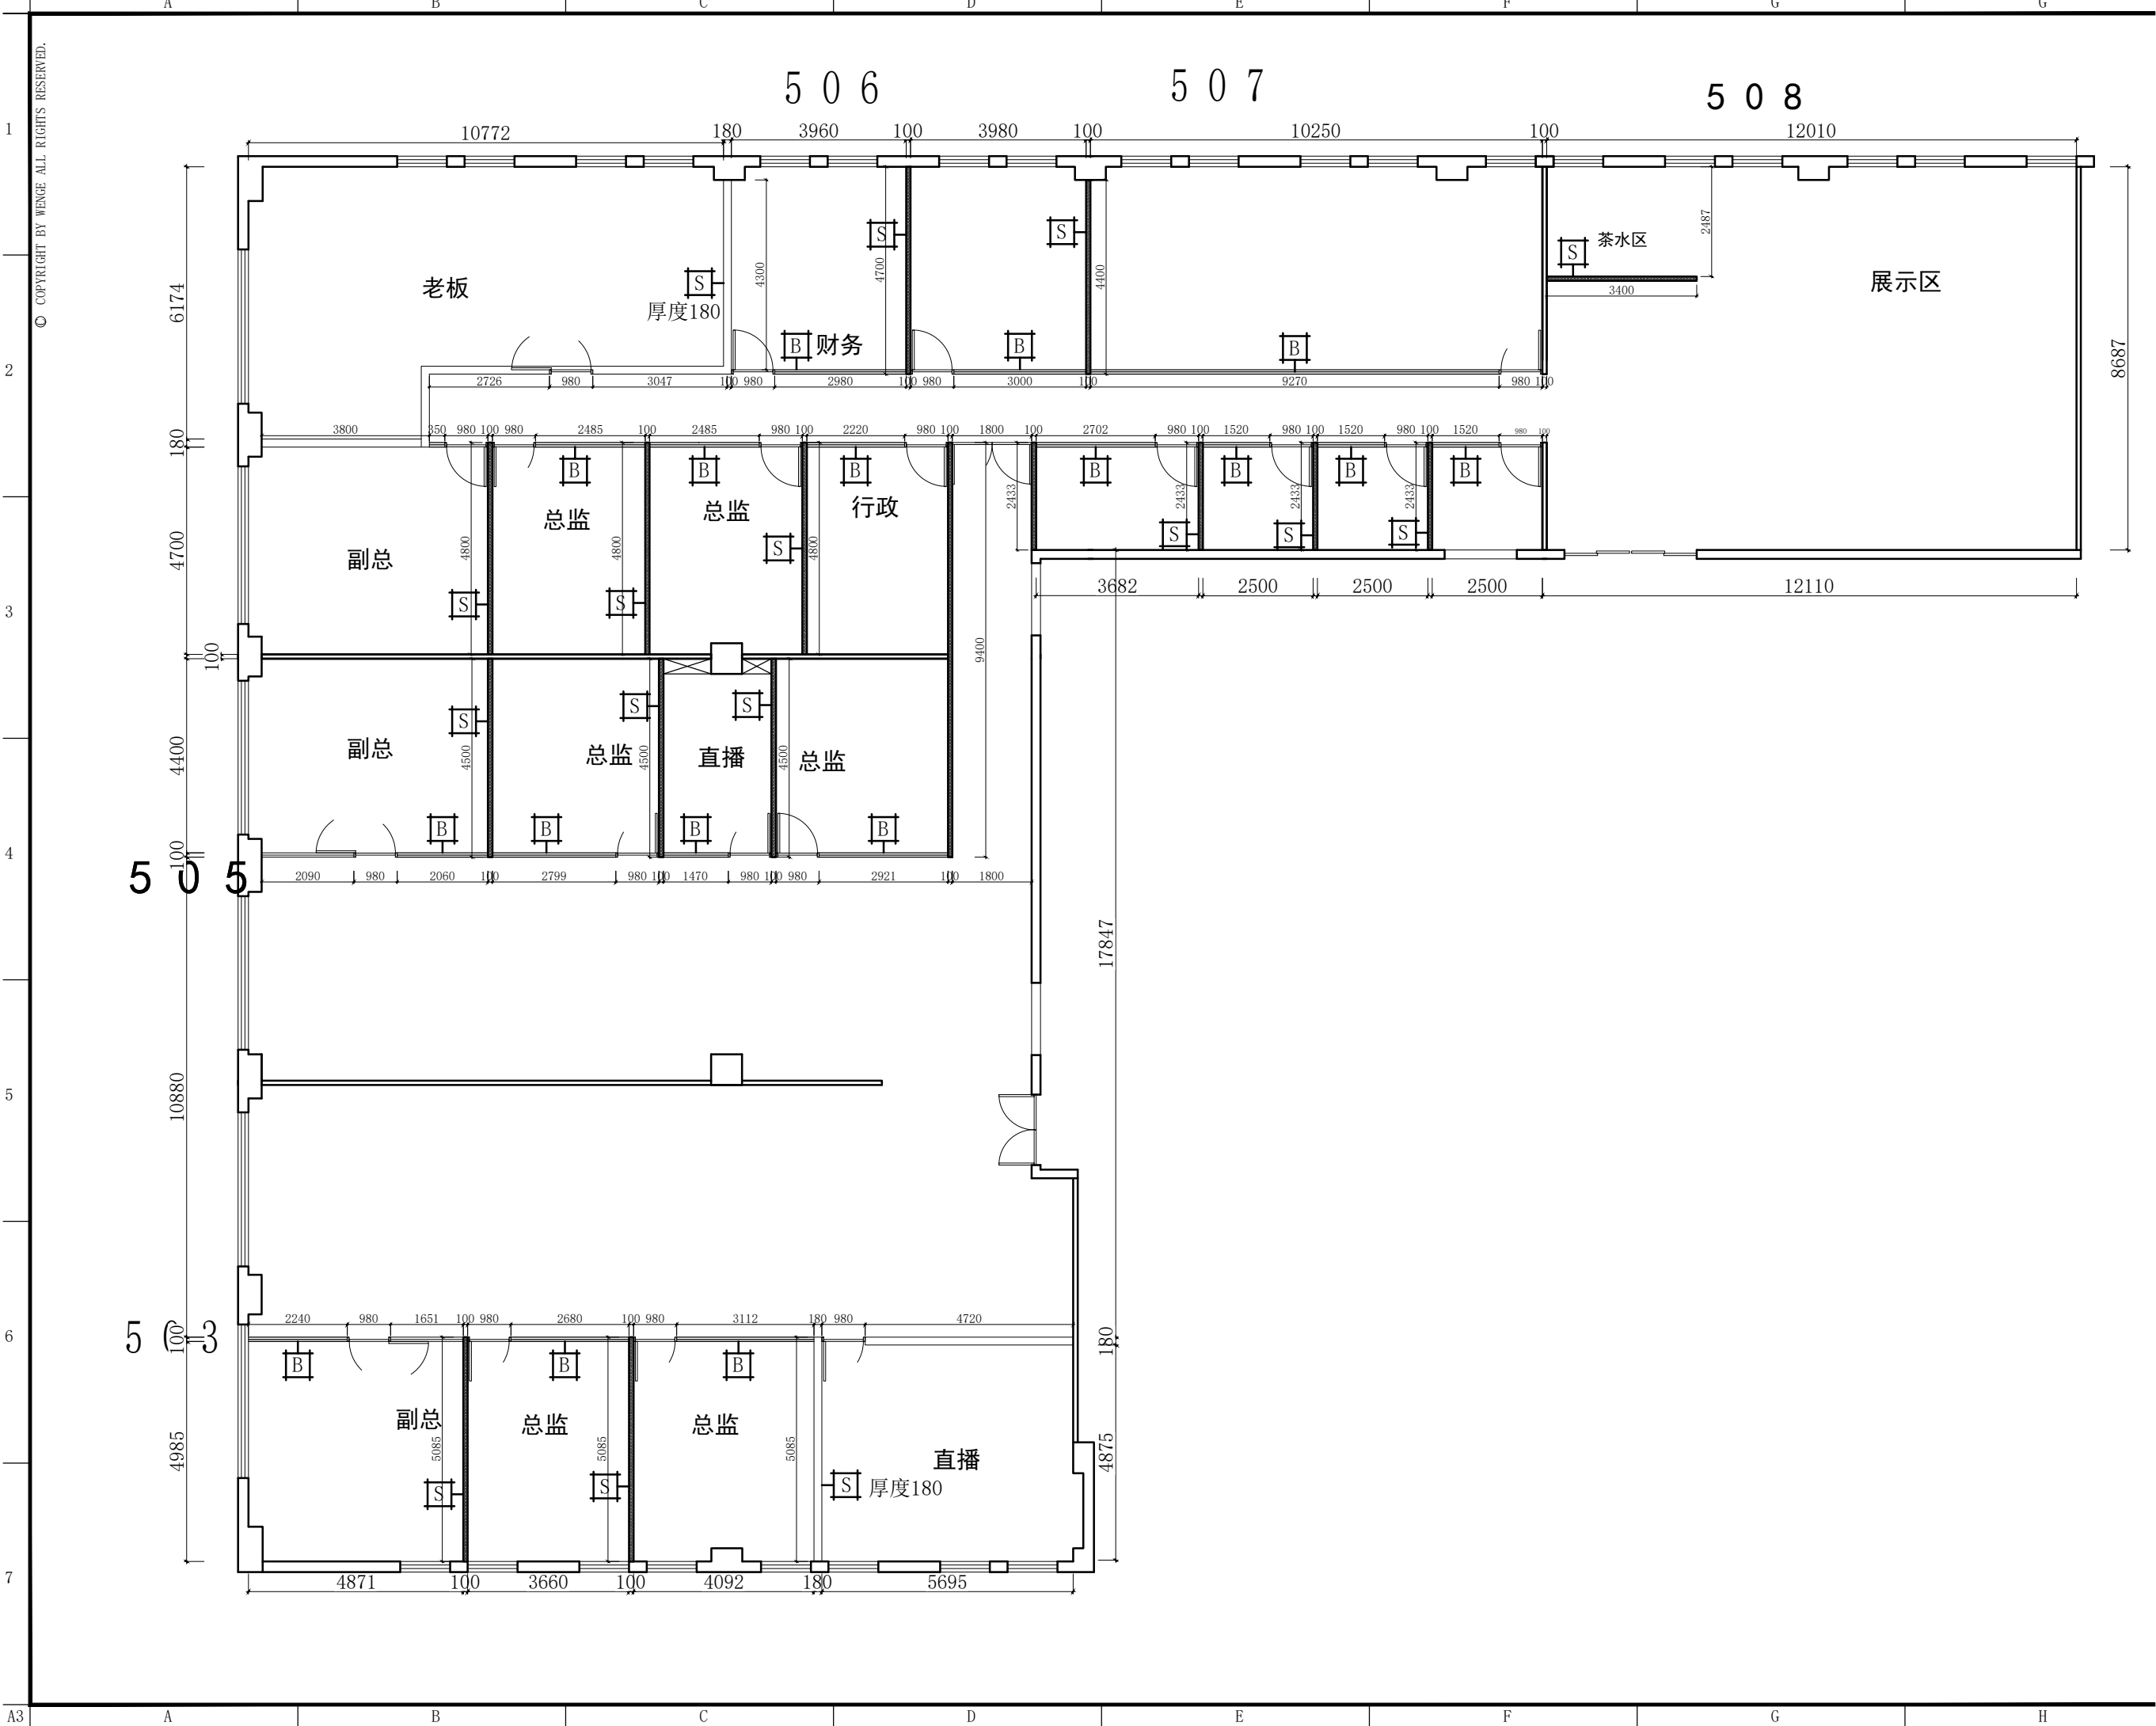 A B C D E F G G
© COPYRIGHT BY WENGE ALL RIGHTS RESERVED.
506 507 508
1
10772 180 3960 100 3980 100 10250 100 12010
S S
2487
茶水区
S
展示区
4300 4700 4400
老板
S
厚度180
3400
6174
B 财务 B B
8687
2
2726 980 3047 100 980 2980 100 980 3000 100 9270 980 100
180
3800 350 980 100 980 2485 100 2485 980 100 2220 980 100 1800 100 2702 980 100 1520 980 100 1520 980 100 1520 980 100
B B B B B B B
2433 2433 2433 2433
总监 总监 行政
S S S
4700
副总
4800 4800 4800
S
S S
3682 2500 2500 2500 12110
3
100
9400
S S S
副总 总监 直播 总监
4400
4500 4500 4500
B B B B
4
100
505
2090 980 2060 100 2799 980 100 1470 980 100 980 2921 100 1800
17847
5
10880
2240 980 1651 100 980 2680 100 980 3112 180 980 4720
6
503
100
180
B B B
副总 总监 总监
直播
4985
5085 5085 5085
4875
S S S 厚度180
7
4871 100 3660 100 4092 180 5695
A3 A B C D E F G H